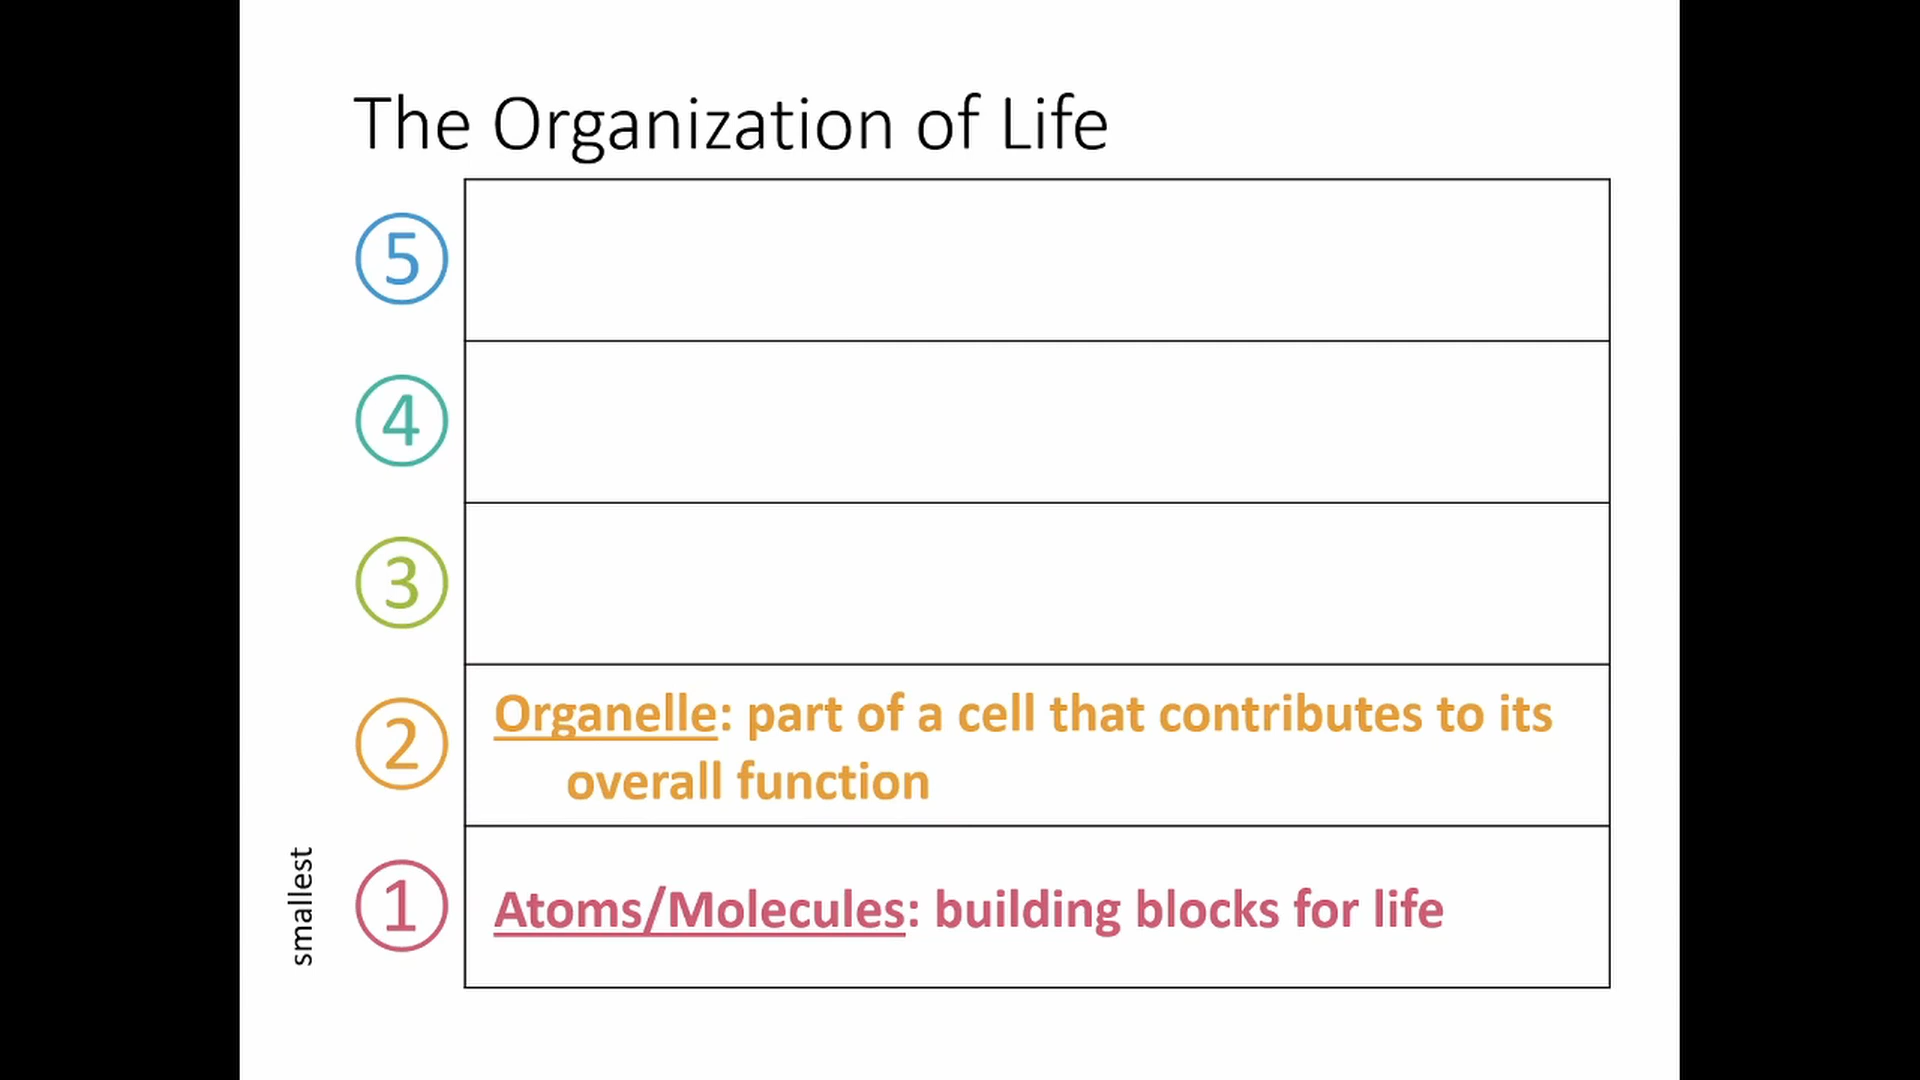 The Organization of Life
5
4
3
2
Organelle: part of a cell that contributes to its
overall function
smallest
1
Atoms/Molecules: building blocks for life